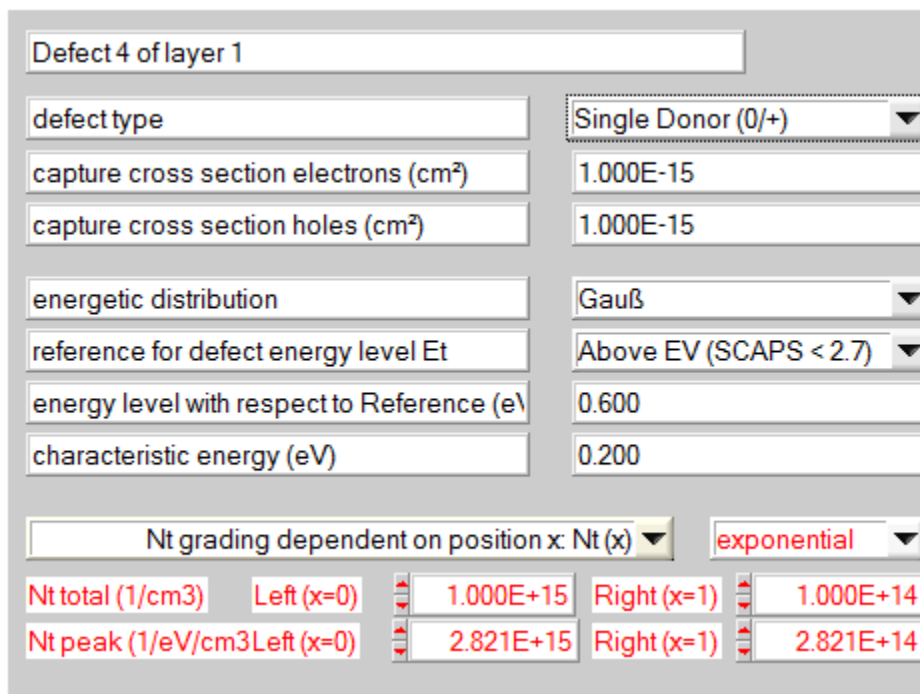 Defect 4 of layer 1
defect type Single Donor (0/+)
capture cross section electrons (cm²) 1.000E-15
capture cross section holes (cm²) 1.000E-15
energetic distribution Gauß
reference for defect energy level Et Above EV (SCAPS < 2.7)
energy level with respect to Reference (eV 0.600
characteristic energy (eV) 0.200
Nt grading dependent on position x: Nt (x) exponential
Nt total (1/cm3) Left (x=0) 1.000E+15 Right (x=1) 1.000E+14
Nt peak (1/eV/cm3 Left (x=0) 2.821E+15 Right (x=1) 2.821E+14